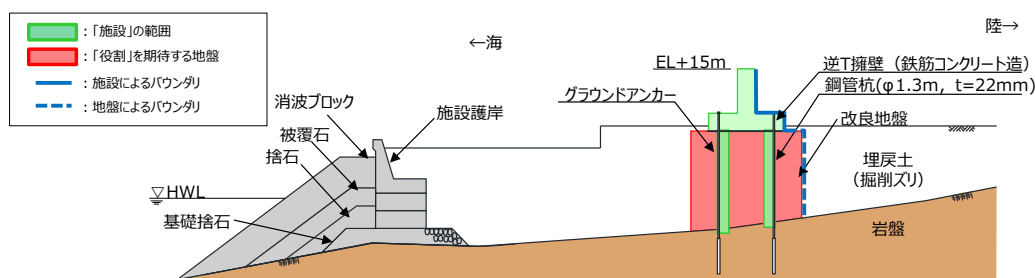 ：「施設」の範囲
：「役割」を期待する地盤
：施設によるバウンダリ
：地盤によるバウンダリ
←海
陸→
EL+15m
逆T擁壁（鉄筋コンクリート造）
グラウンドアンカー
鋼管杭(φ1.3m，t=22mm)
消波ブロック
施設護岸
改良地盤
被覆石
捨石
埋戻土
(掘削ズリ)
▽HWL
基礎捨石
岩盤